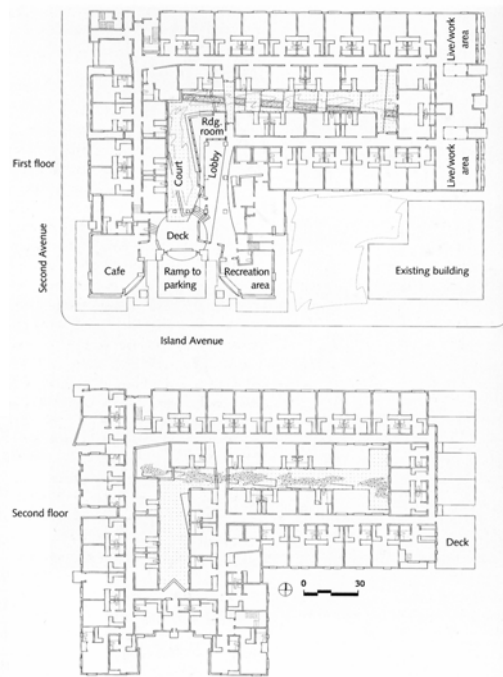 Live/work
area
Rdg.
room
First floor
Court
Lobby
Live/work
area
Second Avenue
Deck
Cafe
Ramp to
parking
Recreation
area
Existing building
Island Avenue
Second floor
Deck
0 30